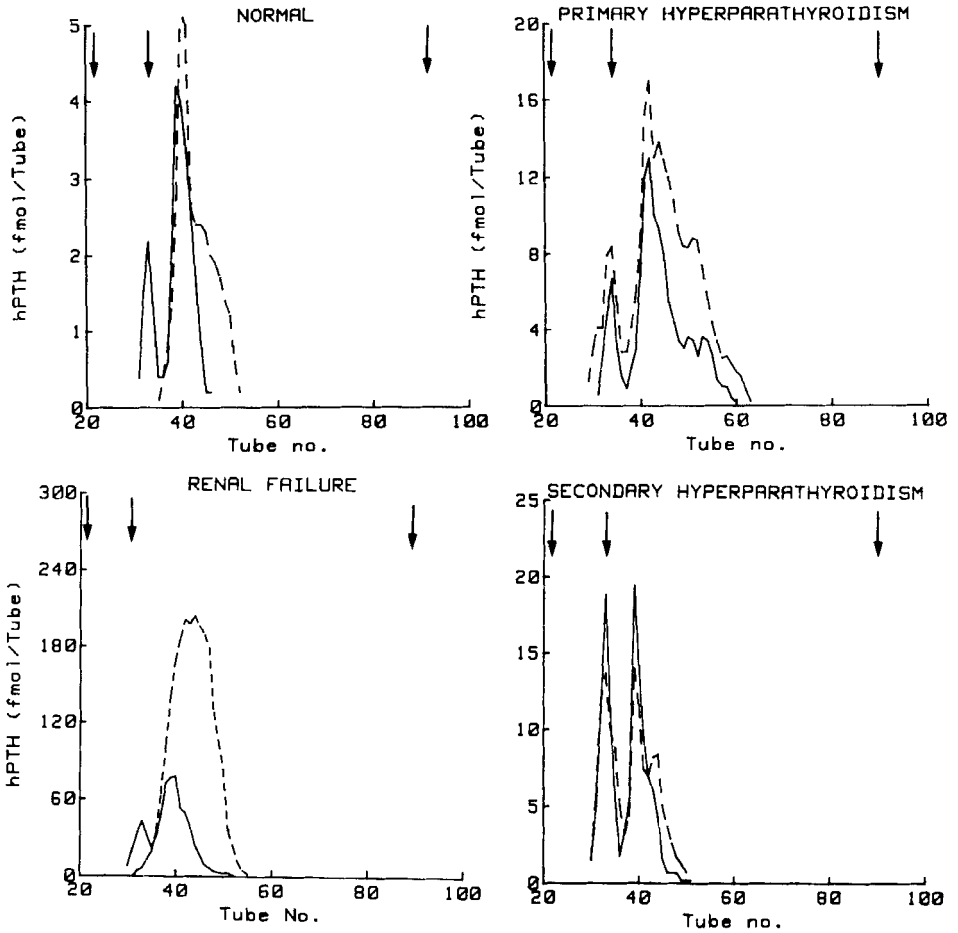 NORMAL
5
4
3
2
1
0
hPTH (fmol/Tube)
20 40 60 80 100
Tube no.
PRIMARY HYPERPARATHYROIDISM
20
16
12
8
4
0
hPTH (fmol/Tube)
20 40 60 80 100
Tube no.
RENAL FAILURE
300
240
180
120
60
0
hPTH (fmol/Tube)
20 40 60 80 100
Tube No.
SECONDARY HYPERPARATHYROIDISM
25
20
15
10
5
0
20 40 60 80 100
Tube no.